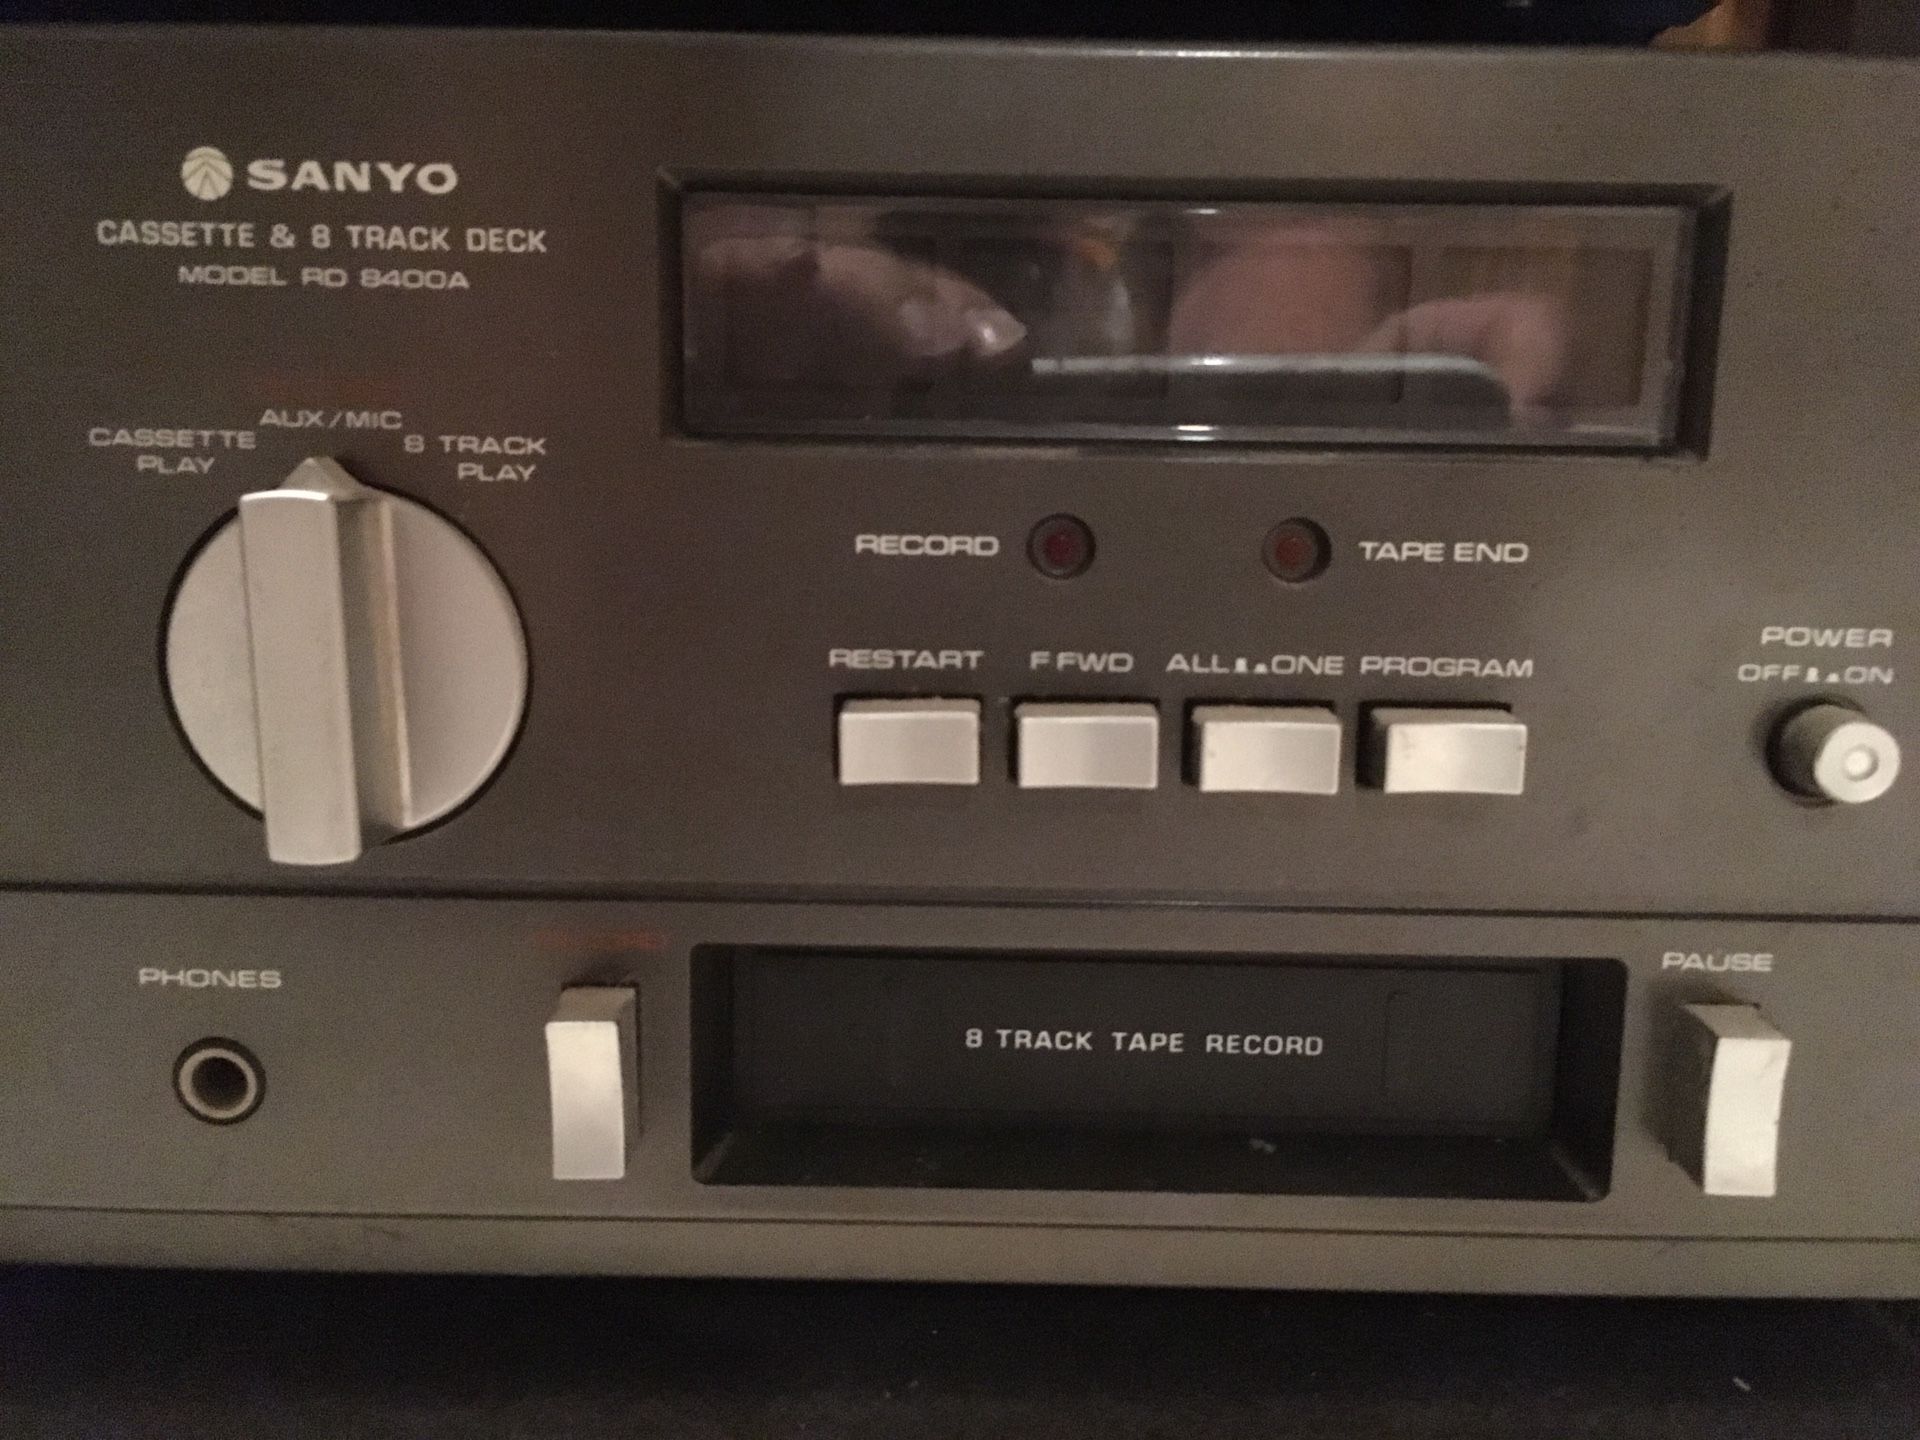 SANYO
CASSETTE & 8 TRACK DECK
MODEL RD 8400A
AUX/MIC
CASSETTE
PLAY
8 TRACK
PLAY
RECORD
TAPE END
RESTART
F FWD
ALL ONE
PROGRAM
POWER
OFF ON
PHONES
8 TRACK TAPE RECORD
PAUSE